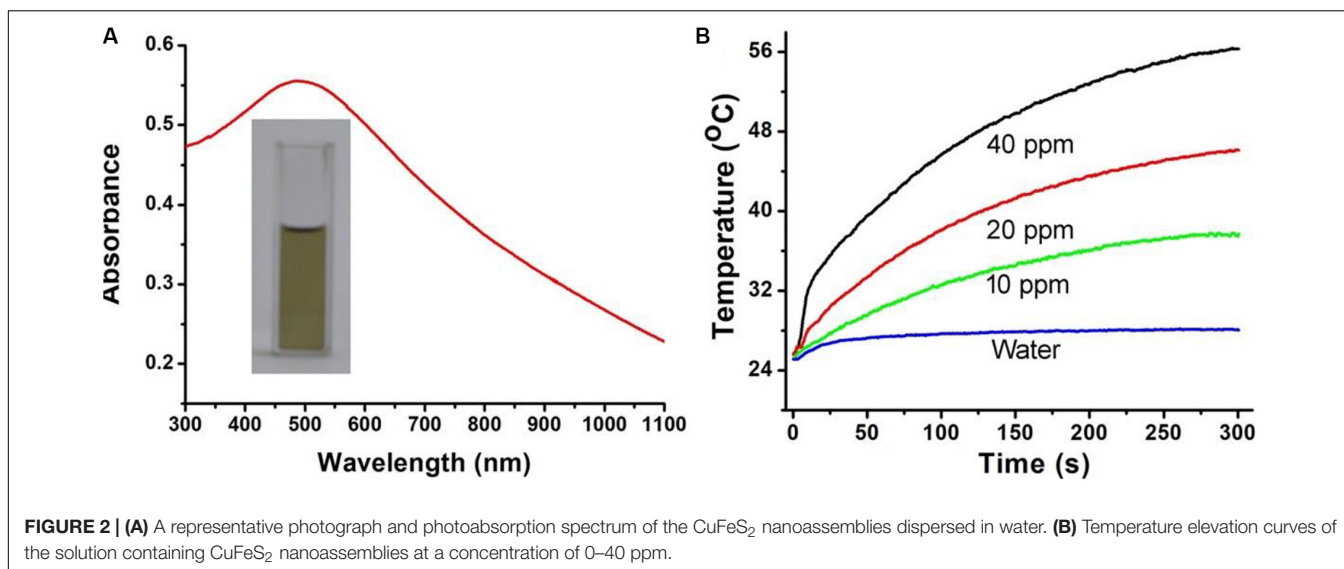 A
0.6
0.5
0.4
0.3
0.2
Absorbance
300 400 500 600 700 800 900 1000 1100
Wavelength (nm)
B
56
48
40
32
24
Temperature (°C)
40 ppm
20 ppm
10 ppm
Water
0 50 100 150 200 250 300
Time (s)
FIGURE 2 | (A) A representative photograph and photoabsorption spectrum of the CuFeS₂ nanoassemblies dispersed in water. (B) Temperature elevation curves of
the solution containing CuFeS₂ nanoassemblies at a concentration of 0–40 ppm.